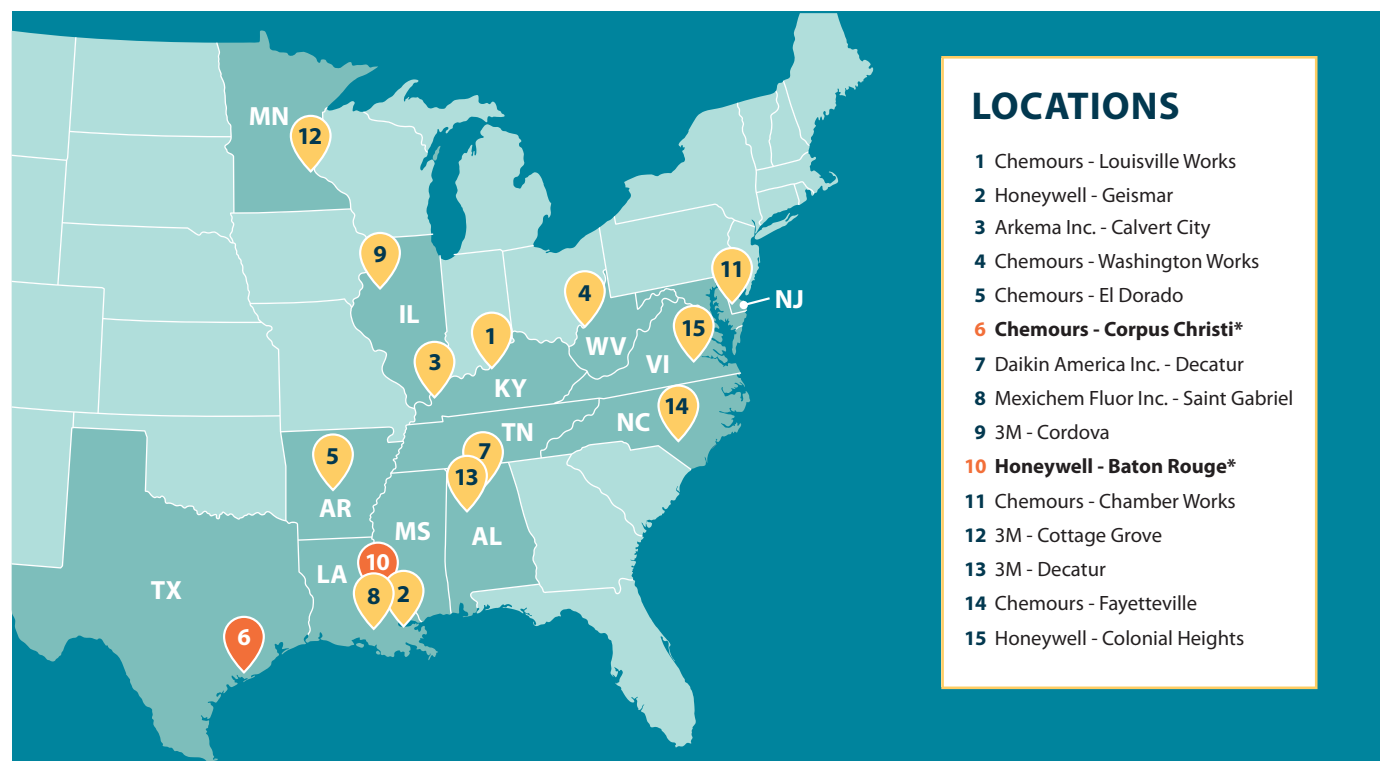 MN
12
9
11
4
NJ
IL
1
15
WV
3
VI
KY
14
TN
NC
5
7
13
AR
MS
AL
10
LA
TX
8
2
6
LOCATIONS
1 Chemours - Louisville Works
2 Honeywell - Geismar
3 Arkema Inc. - Calvert City
4 Chemours - Washington Works
5 Chemours - El Dorado
6 Chemours - Corpus Christi*
7 Daikin America Inc. - Decatur
8 Mexichem Fluor Inc. - Saint Gabriel
9 3M - Cordova
10 Honeywell - Baton Rouge*
11 Chemours - Chamber Works
12 3M - Cottage Grove
13 3M - Decatur
14 Chemours - Fayetteville
15 Honeywell - Colonial Heights